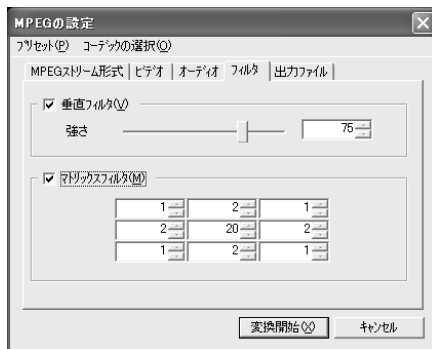 MPEGの設定
プリセット(P) コーデックの選択(O)
MPEGストリーム形式 ビデオ オーディオ フィルタ 出力ファイル
垂直フィルタ(V)
強さ 75
マトリックスフィルタ(M)
1 2 1
2 20 2
1 2 1
変換開始(X) キャンセル